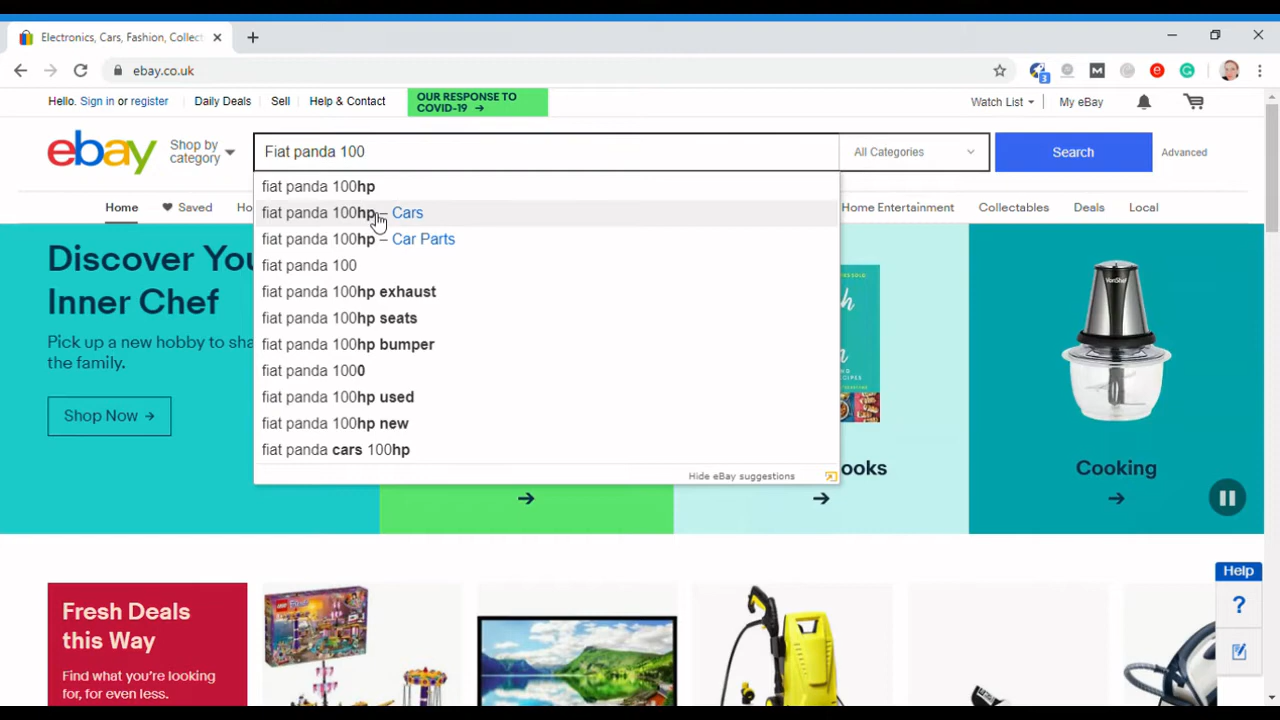 Electronics, Cars, Fashion, Collect
ebay.co.uk
3
M
e
G
Hello. Sign in or register
Daily Deals
Sell
Help & Contact
OUR RESPONSE TO
COVID-19 →
Watch List
My eBay
ebay
Shop by
category
Fiat panda 100
All Categories
Search
Advanced
fiat panda 100hp
fiat panda 100hp – Cars
fiat panda 100hp – Car Parts
fiat panda 100
fiat panda 100hp exhaust
fiat panda 100hp seats
fiat panda 100hp bumper
fiat panda 1000
fiat panda 100hp used
fiat panda 100hp new
fiat panda cars 100hp
Hide eBay suggestions
Home
Saved
Ho
Home Entertainment
Collectables
Deals
Local
Discover You
Inner Chef
Pick up a new hobby to sha
the family.
Shop Now →
VonShef
ooks
Cooking
Help
?
Fresh Deals
this Way
Find what you're looking
for, for even less.